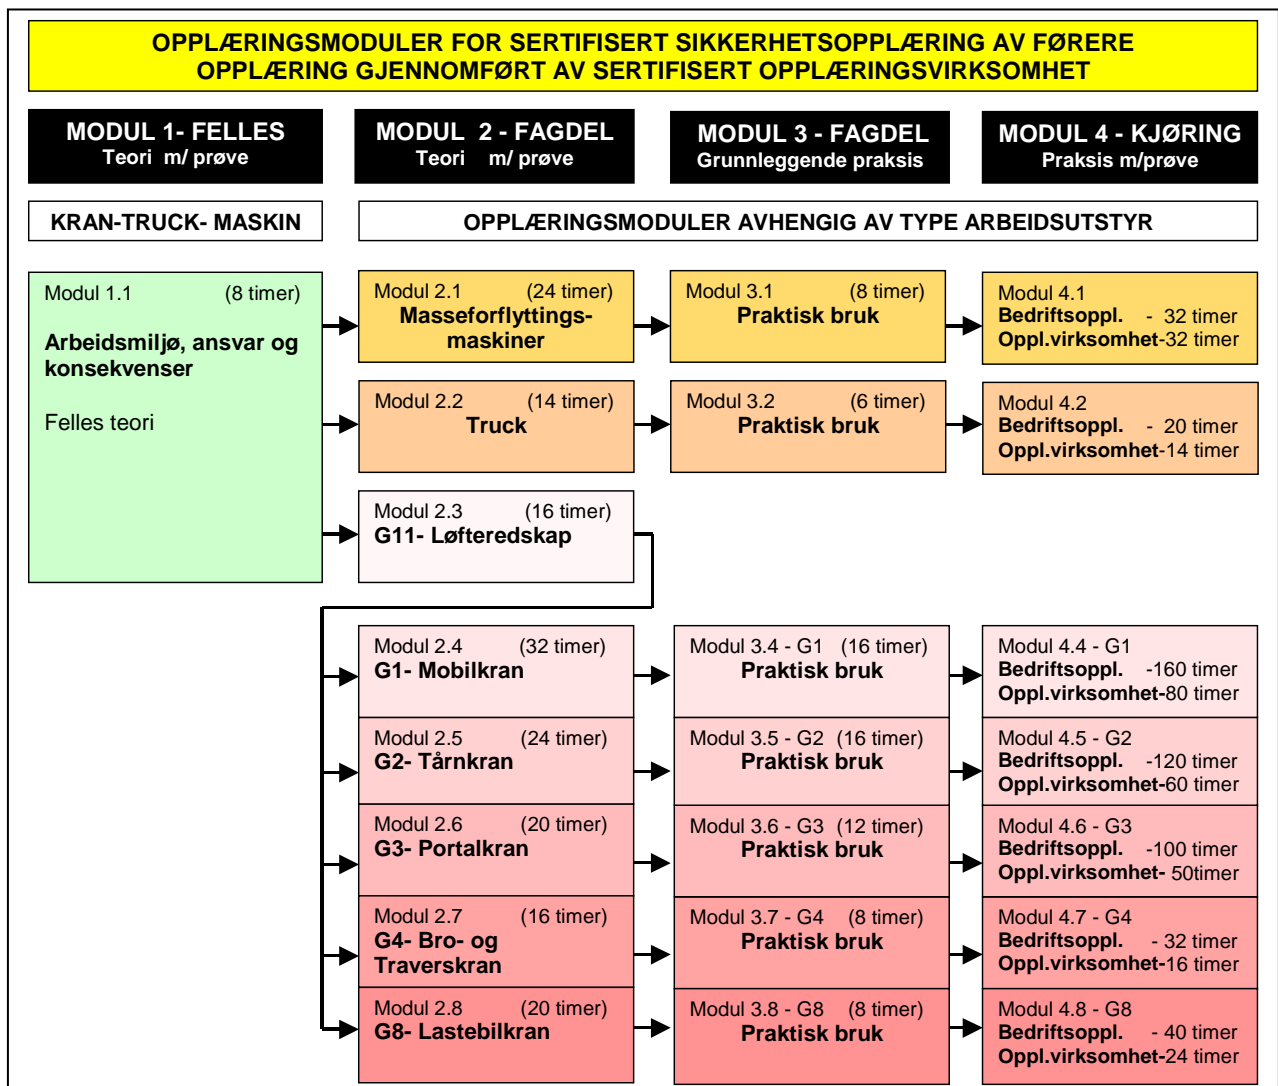 OPPLÆRINGSMODULER FOR SERTIFISERT SIKKERHETSOPPLÆRING AV FØRERE
OPPLÆRING GJENNOMFØRT AV SERTIFISERT OPPLÆRINGSVIRKSOMHET
MODUL 1- FELLES
Teori m/ prøve
MODUL 2 - FAGDEL
Teori m/ prøve
MODUL 3 - FAGDEL
Grunnleggende praksis
MODUL 4 - KJØRING
Praksis m/prøve
KRAN-TRUCK- MASKIN
OPPLÆRINGSMODULER AVHENGIG AV TYPE ARBEIDSUTSTYR
Modul 1.1 (8 timer)
Arbeidsmiljø, ansvar og
konsekvenser
Felles teori
Modul 2.1 (24 timer)
Masseforflyttings-
maskiner
Modul 3.1 (8 timer)
Praktisk bruk
Modul 4.1
Bedriftsoppl. - 32 timer
Oppl.virksomhet-32 timer
Modul 2.2 (14 timer)
Truck
Modul 3.2 (6 timer)
Praktisk bruk
Modul 4.2
Bedriftsoppl. - 20 timer
Oppl.virksomhet-14 timer
Modul 2.3 (16 timer)
G11- Løfteredskap
Modul 2.4 (32 timer)
G1- Mobilkran
Modul 3.4 - G1 (16 timer)
Praktisk bruk
Modul 4.4 - G1
Bedriftsoppl. -160 timer
Oppl.virksomhet-80 timer
Modul 2.5 (24 timer)
G2- Tårnkran
Modul 3.5 - G2 (16 timer)
Praktisk bruk
Modul 4.5 - G2
Bedriftsoppl. -120 timer
Oppl.virksomhet-60 timer
Modul 2.6 (20 timer)
G3- Portalkran
Modul 3.6 - G3 (12 timer)
Praktisk bruk
Modul 4.6 - G3
Bedriftsoppl. -100 timer
Oppl.virksomhet- 50timer
Modul 2.7 (16 timer)
G4- Bro- og
Traverskran
Modul 3.7 - G4 (8 timer)
Praktisk bruk
Modul 4.7 - G4
Bedriftsoppl. - 32 timer
Oppl.virksomhet-16 timer
Modul 2.8 (20 timer)
G8- Lastebilkran
Modul 3.8 - G8 (8 timer)
Praktisk bruk
Modul 4.8 - G8
Bedriftsoppl. - 40 timer
Oppl.virksomhet-24 timer